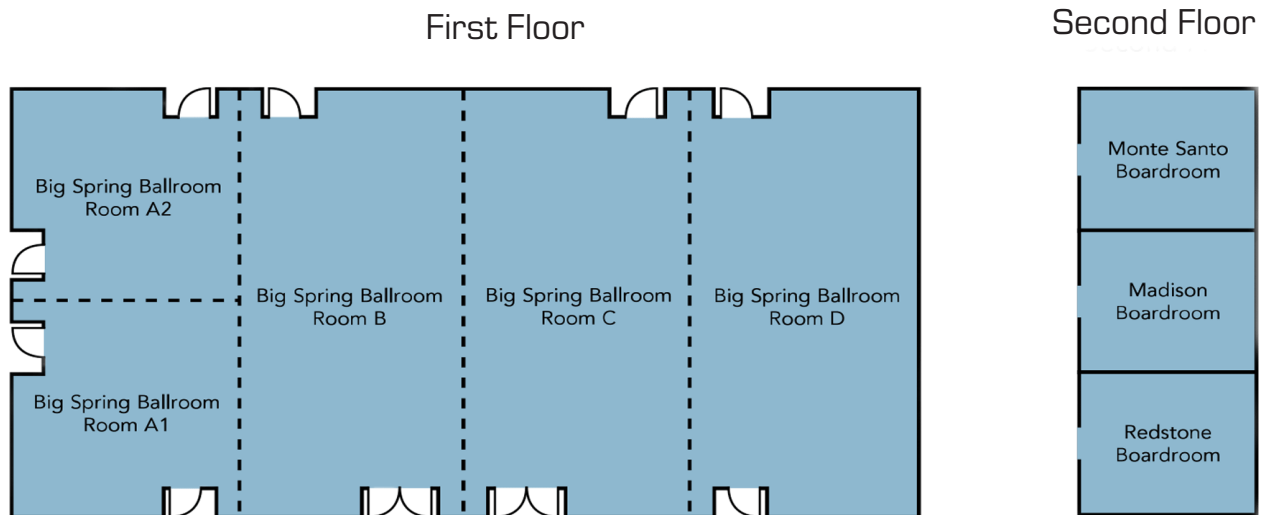 First Floor
Second Floor
Big Spring Ballroom
Room A2
Big Spring Ballroom
Room B
Big Spring Ballroom
Room C
Big Spring Ballroom
Room D
Big Spring Ballroom
Room A1
Monte Santo
Boardroom
Madison
Boardroom
Redstone
Boardroom